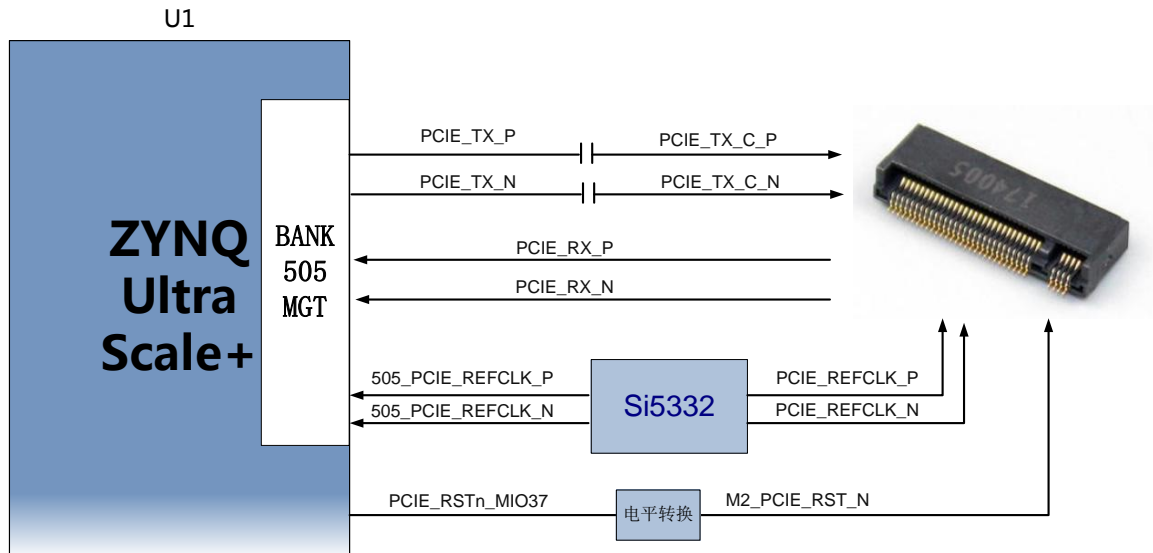 U1
PCIE_TX_P
PCIE_TX_C_P
PCIE_TX_N
PCIE_TX_C_N
ZYNQ
Ultra
Scale+
BANK
505
MGT
PCIE_RX_P
PCIE_RX_N
505_PCIE_REFCLK_P
505_PCIE_REFCLK_N
Si5332
PCIE_REFCLK_P
PCIE_REFCLK_N
PCIE_RSTn_MIO37
电平转换
M2_PCIE_RST_N
174005